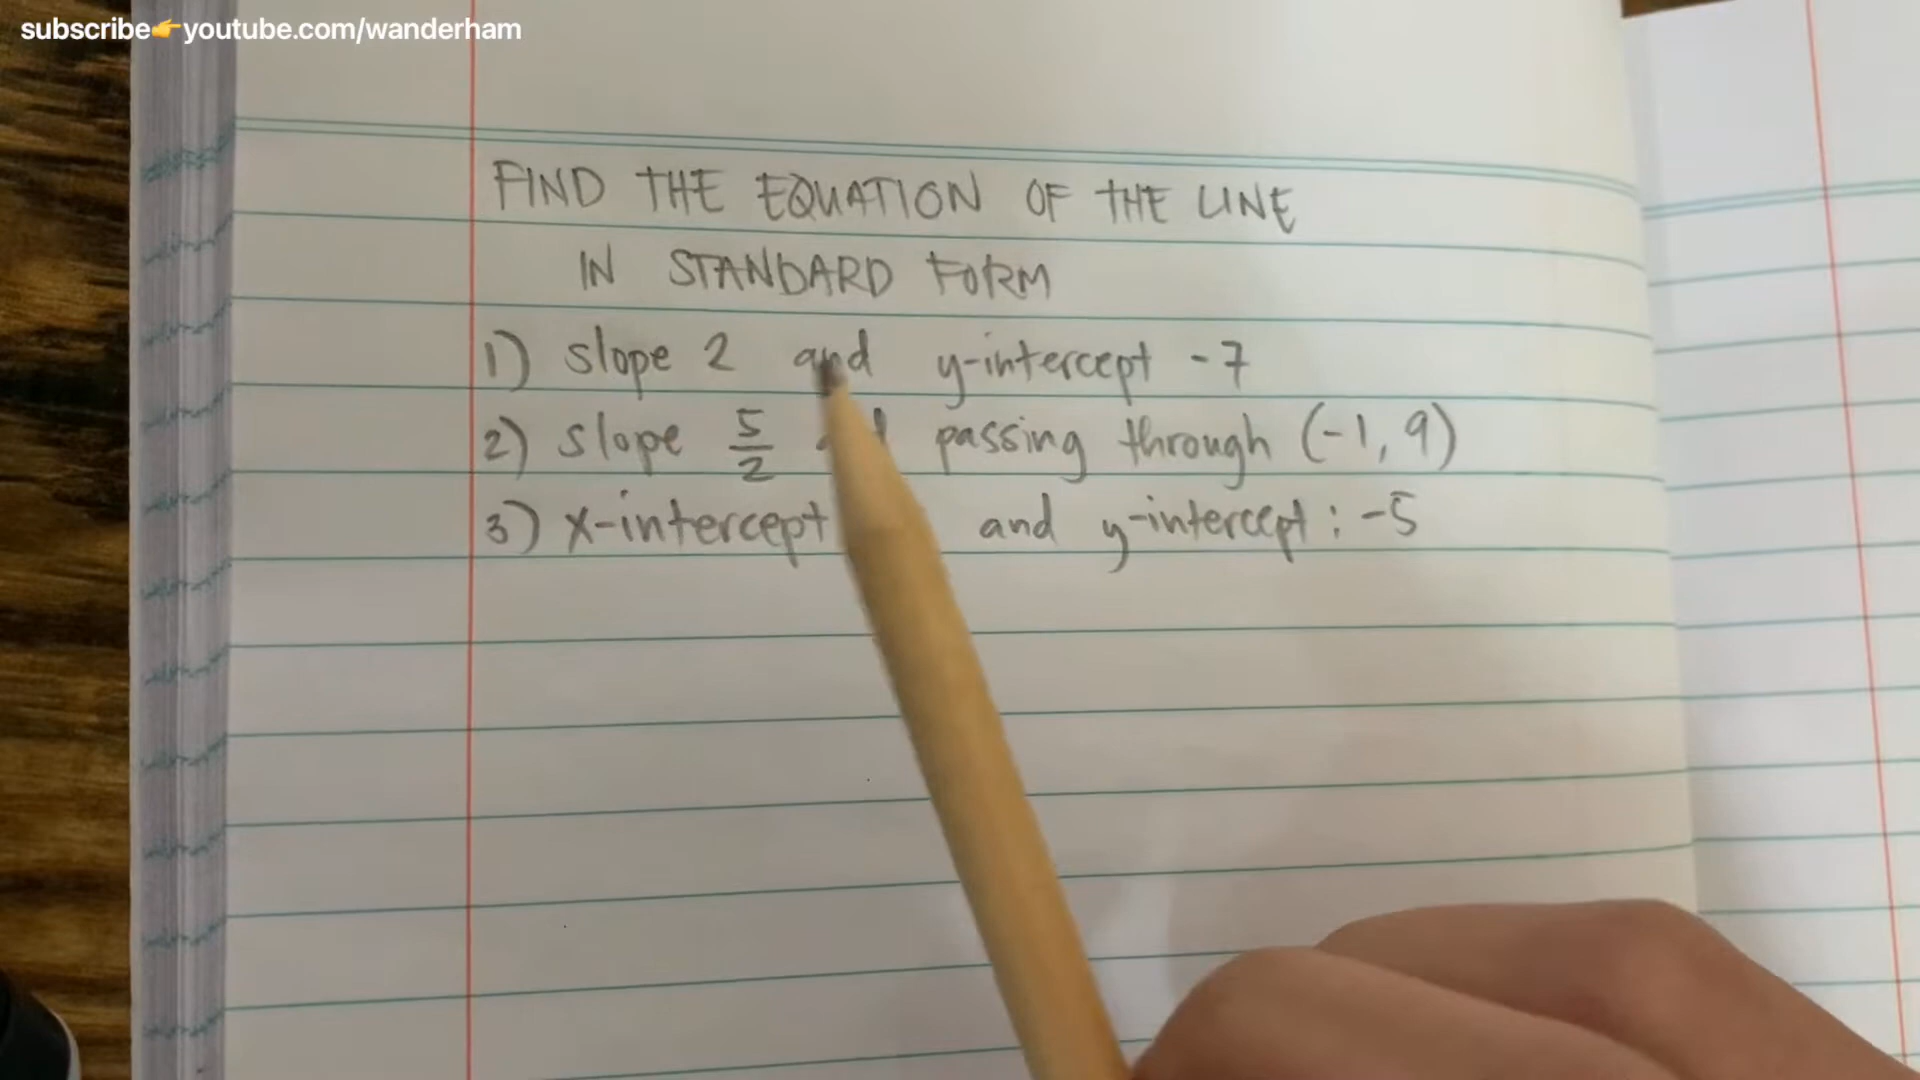 subscribe👉youtube.com/wanderham
FIND THE EQUATION OF THE LINE
IN STANDARD FORM
1) slope 2 and y-intercept -7
2) slope 5/2 passing through (-1, 9)
3) x-intercept and y-intercept: -5